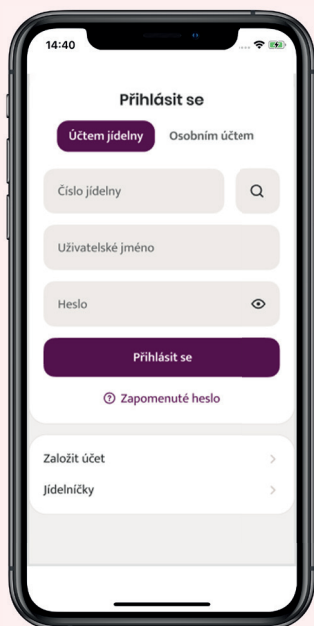 14:40
Přihlásit se
Účtem jídelny Osobním účtem
Číslo jídelny
Uživatelské jméno
Heslo
Přihlásit se
Zapomenuté heslo
Založit účet
Jídelníčky